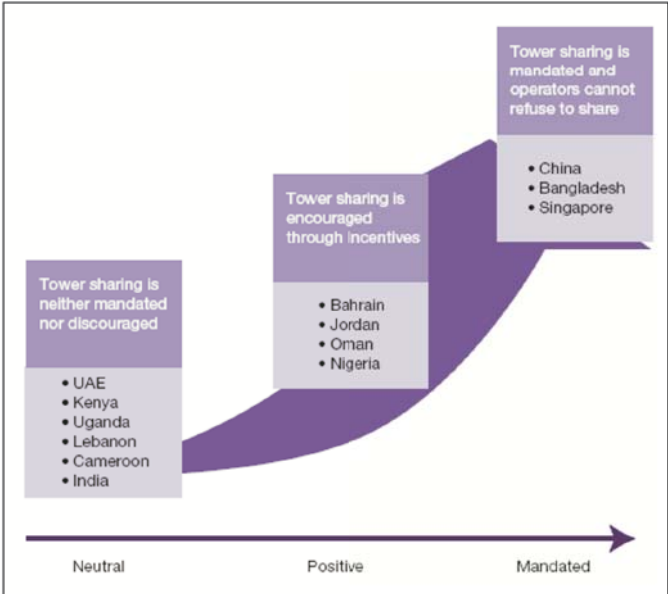 Tower sharing is
mandated and
operators cannot
refuse to share
• China
• Bangladesh
• Singapore
Tower sharing is
encouraged
through incentives
• Bahrain
• Jordan
• Oman
• Nigeria
Tower sharing is
neither mandated
nor discouraged
• UAE
• Kenya
• Uganda
• Lebanon
• Cameroon
• India
Neutral
Positive
Mandated